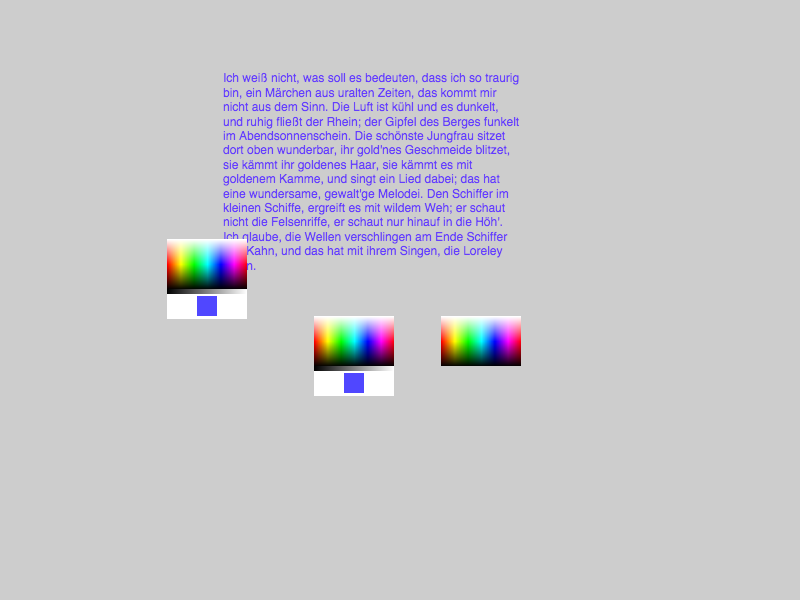 Ich weiß nicht, was soll es bedeuten, dass ich so traurig
bin, ein Märchen aus uralten Zeiten, das kommt mir
nicht aus dem Sinn. Die Luft ist kühl und es dunkelt,
und ruhig fließt der Rhein; der Gipfel des Berges funkelt
im Abendsonnenschein. Die schönste Jungfrau sitzet
dort oben wunderbar, ihr gold'nes Geschmeide blitzet,
sie kämmt ihr goldenes Haar, sie kämmt es mit
goldenem Kamme, und singt ein Lied dabei; das hat
eine wundersame, gewalt'ge Melodei. Den Schiffer im
kleinen Schiffe, ergreift es mit wildem Weh; er schaut
nicht die Felsenriffe, er schaut nur hinauf in die Höh'.
Ich glaube, die Wellen verschlingen am Ende Schiffer
Kahn, und das hat mit ihrem Singen, die Loreley